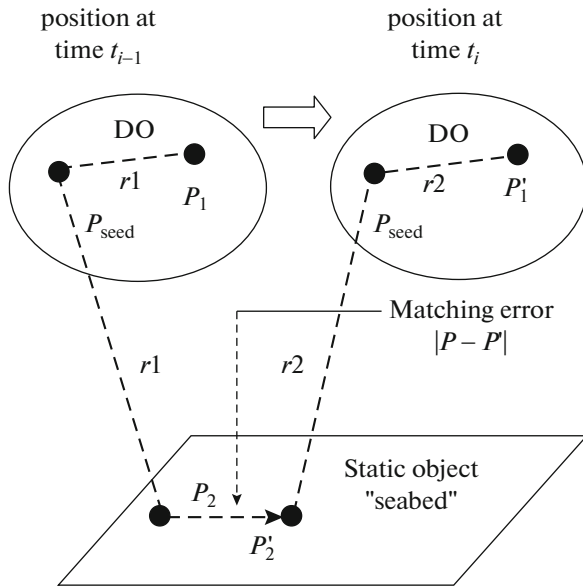 position at
time t_{i–1}
position at
time t_i
DO
r1
P_1
P_seed
DO
r2
P'_1
P_seed
Matching error
|P – P'|
r1
r2
Static object
"seabed"
P_2
P'_2